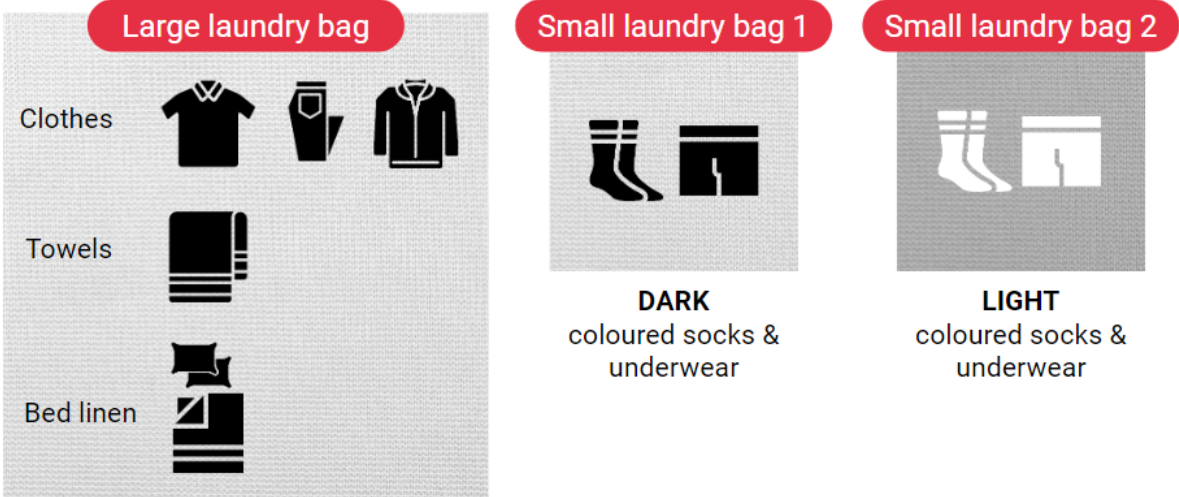 Large laundry bag
Clothes
Towels
Bed linen
Small laundry bag 1
DARK
coloured socks &
underwear
Small laundry bag 2
LIGHT
coloured socks &
underwear